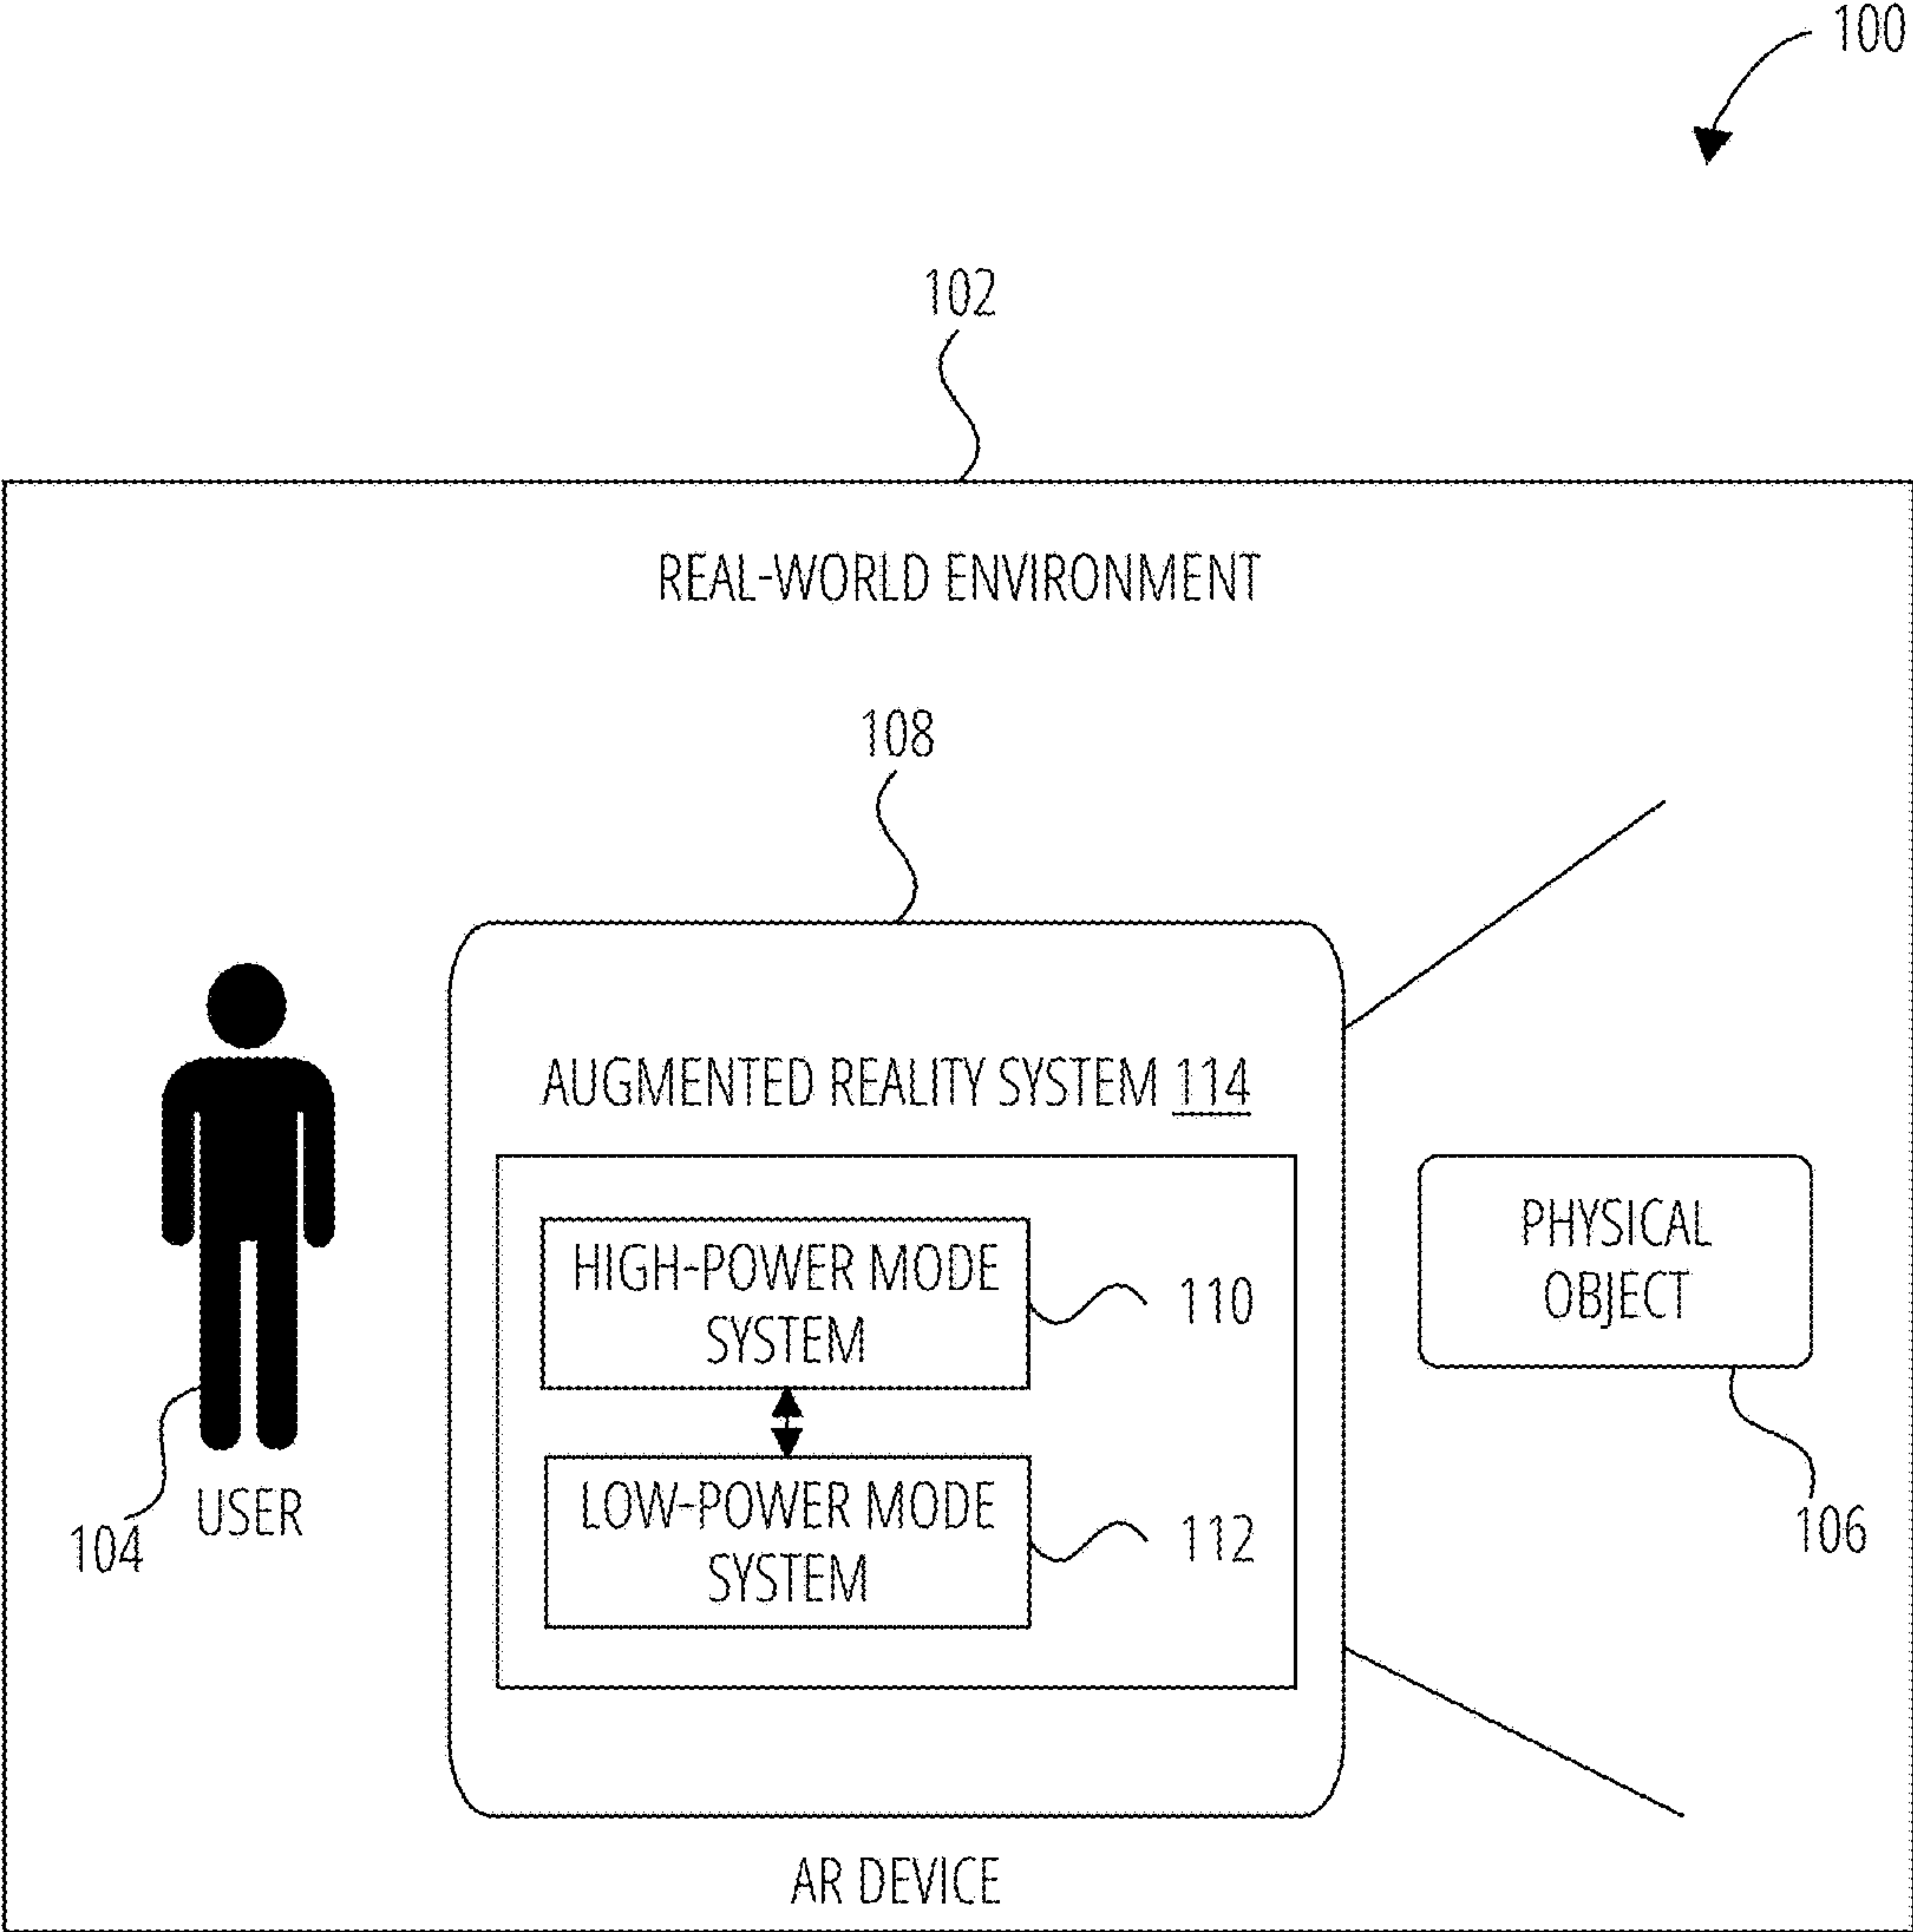 100
102
REAL-WORLD ENVIRONMENT
108
AUGMENTED REALITY SYSTEM 114
HIGH-POWER MODE
SYSTEM
110
LOW-POWER MODE
SYSTEM
112
PHYSICAL
OBJECT
106
USER
104
AR DEVICE